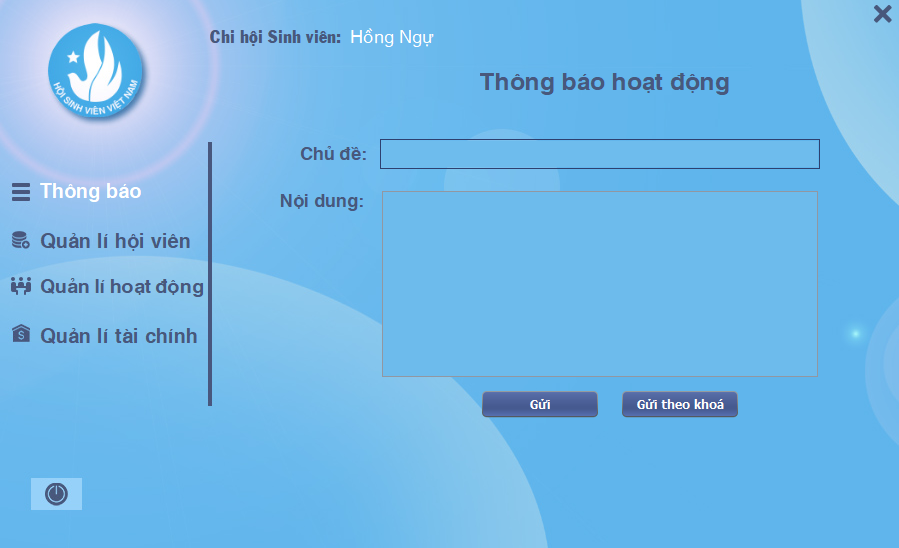 HỘI SINH VIÊN VIỆT NAM
Chi hội Sinh viên: Hồng Ngự
Thông báo hoạt động
Chủ đề:
Nội dung:
Thông báo
Quản lí hội viên
Quản lí hoạt động
Quản lí tài chính
Gửi
Gửi theo khoá